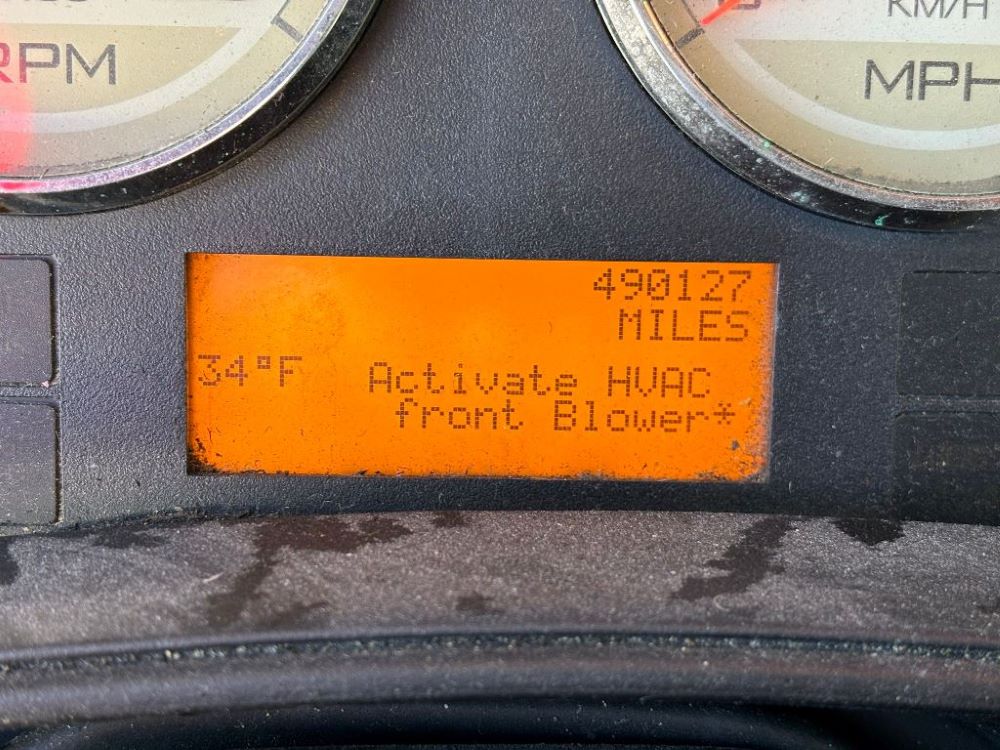 RPM
KM/H
MPH
490127
MILES
34°F
Activate HVAC
front Blower*